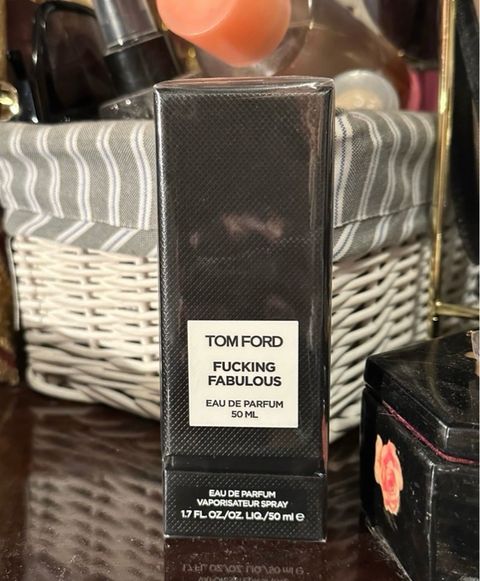 TOM FORD
FUCKING
FABULOUS
EAU DE PARFUM
50 ML
EAU DE PARFUM
VAPORISATEUR SPRAY
1.7 FL. OZ./OZ. LIQ./50 ml ℮